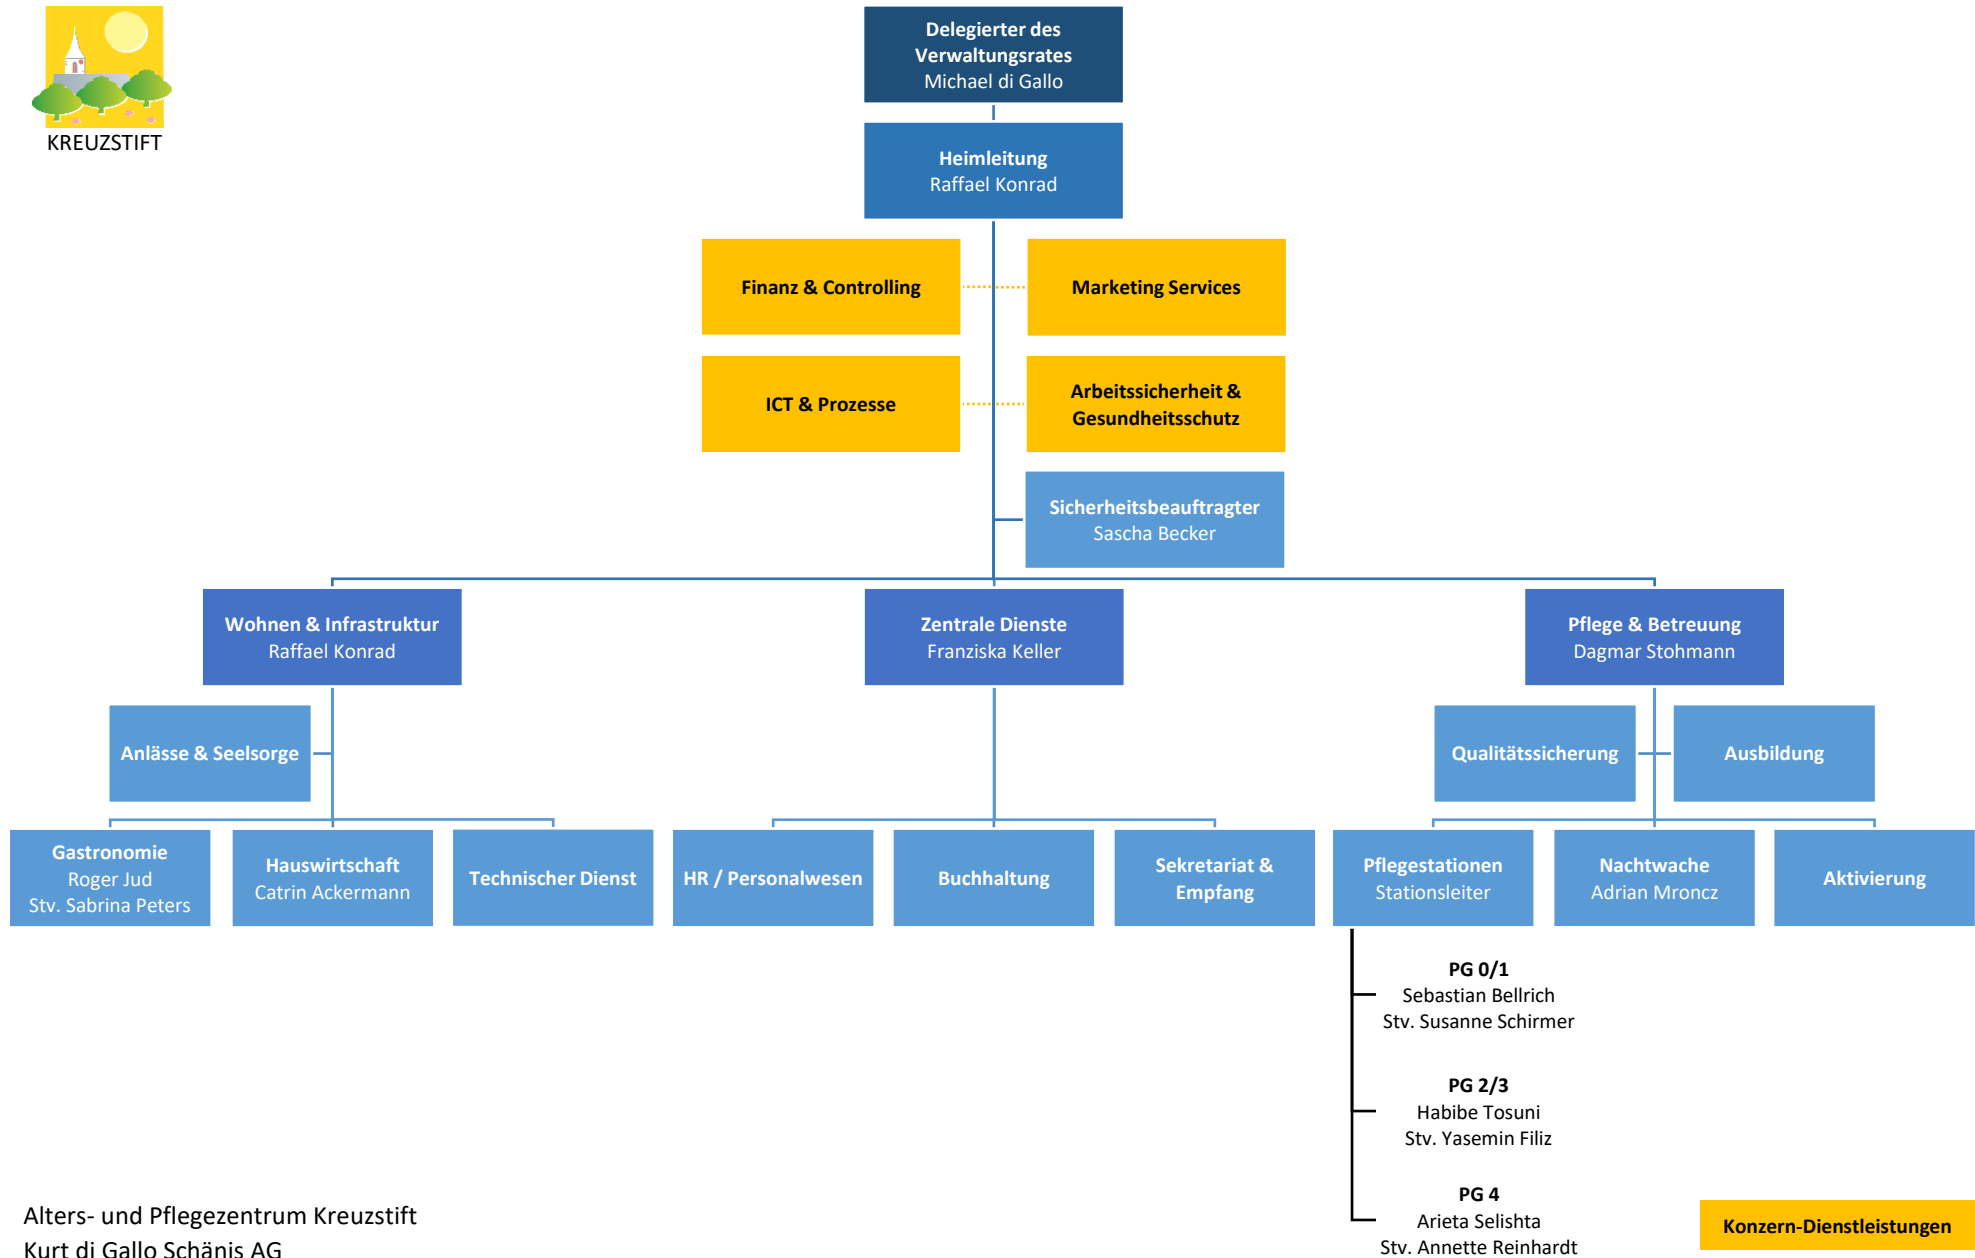 KREUZSTIFT
Delegierter des
Verwaltungsrates
Michael di Gallo
Heimleitung
Raffael Konrad
Finanz & Controlling
Marketing Services
ICT & Prozesse
Arbeitssicherheit &
Gesundheitsschutz
Sicherheitsbeauftragter
Sascha Becker
Wohnen & Infrastruktur
Raffael Konrad
Zentrale Dienste
Franziska Keller
Pflege & Betreuung
Dagmar Stohmann
Anlässe & Seelsorge
Qualitätssicherung
Ausbildung
Gastronomie
Roger Jud
Stv. Sabrina Peters
Hauswirtschaft
Catrin Ackermann
Technischer Dienst
HR / Personalwesen
Buchhaltung
Sekretariat &
Empfang
Pflegestationen
Stationsleiter
Nachtwache
Adrian Mroncz
Aktivierung
PG 0/1
Sebastian Bellrich
Stv. Susanne Schirmer
PG 2/3
Habibe Tosuni
Stv. Yasemin Filiz
PG 4
Arieta Selishta
Stv. Annette Reinhardt
Alters- und Pflegezentrum Kreuzstift
Kurt di Gallo Schänis AG
Konzern-Dienstleistungen